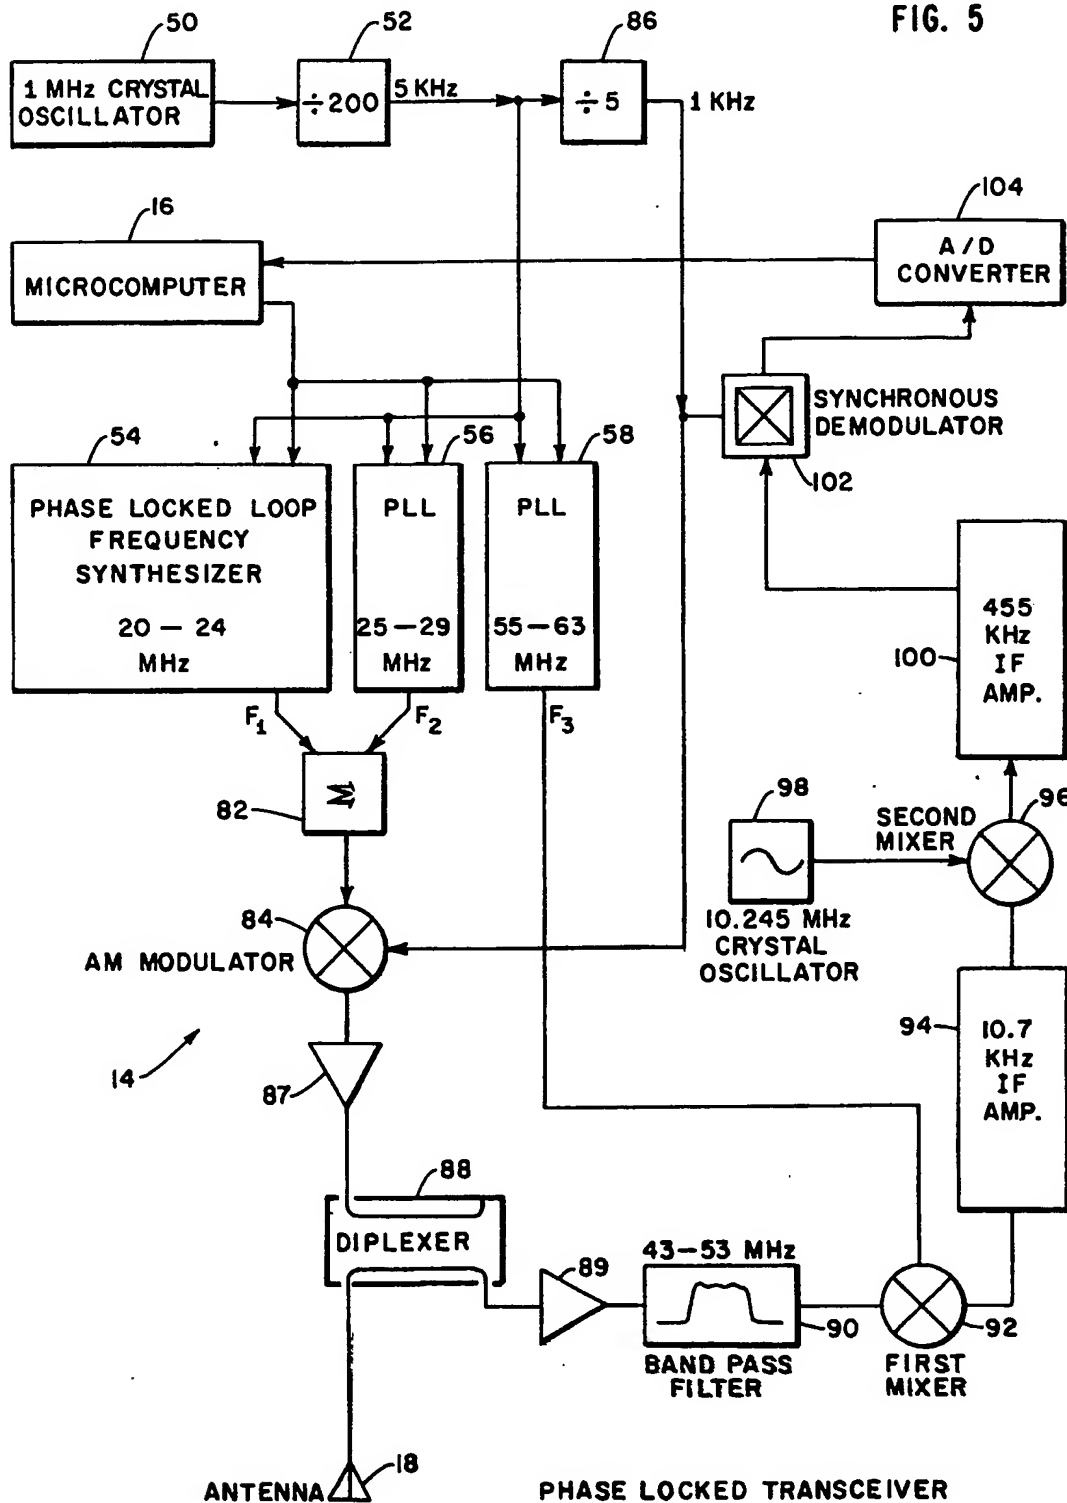 FIG. 5
50
52
86
1 MHz CRYSTAL
OSCILLATOR
÷200
5 KHz
÷5
1 KHz
16
104
MICROCOMPUTER
A/D
CONVERTER
SYNCHRONOUS
DEMODULATOR
102
54
56
58
PHASE LOCKED LOOP
FREQUENCY
SYNTHESIZER
20 — 24
MHz
PLL
25—29
MHz
PLL
55—63
MHz
455
KHz
IF
AMP.
100
F1
F2
F3
82
Σ
98
SECOND
MIXER
96
10.245 MHz
CRYSTAL
OSCILLATOR
84
AM MODULATOR
94
10.7
KHz
IF
AMP.
14
87
88
DIPLEXER
89
43—53 MHz
90
92
BAND PASS
FILTER
FIRST
MIXER
ANTENNA
18
PHASE LOCKED TRANSCEIVER